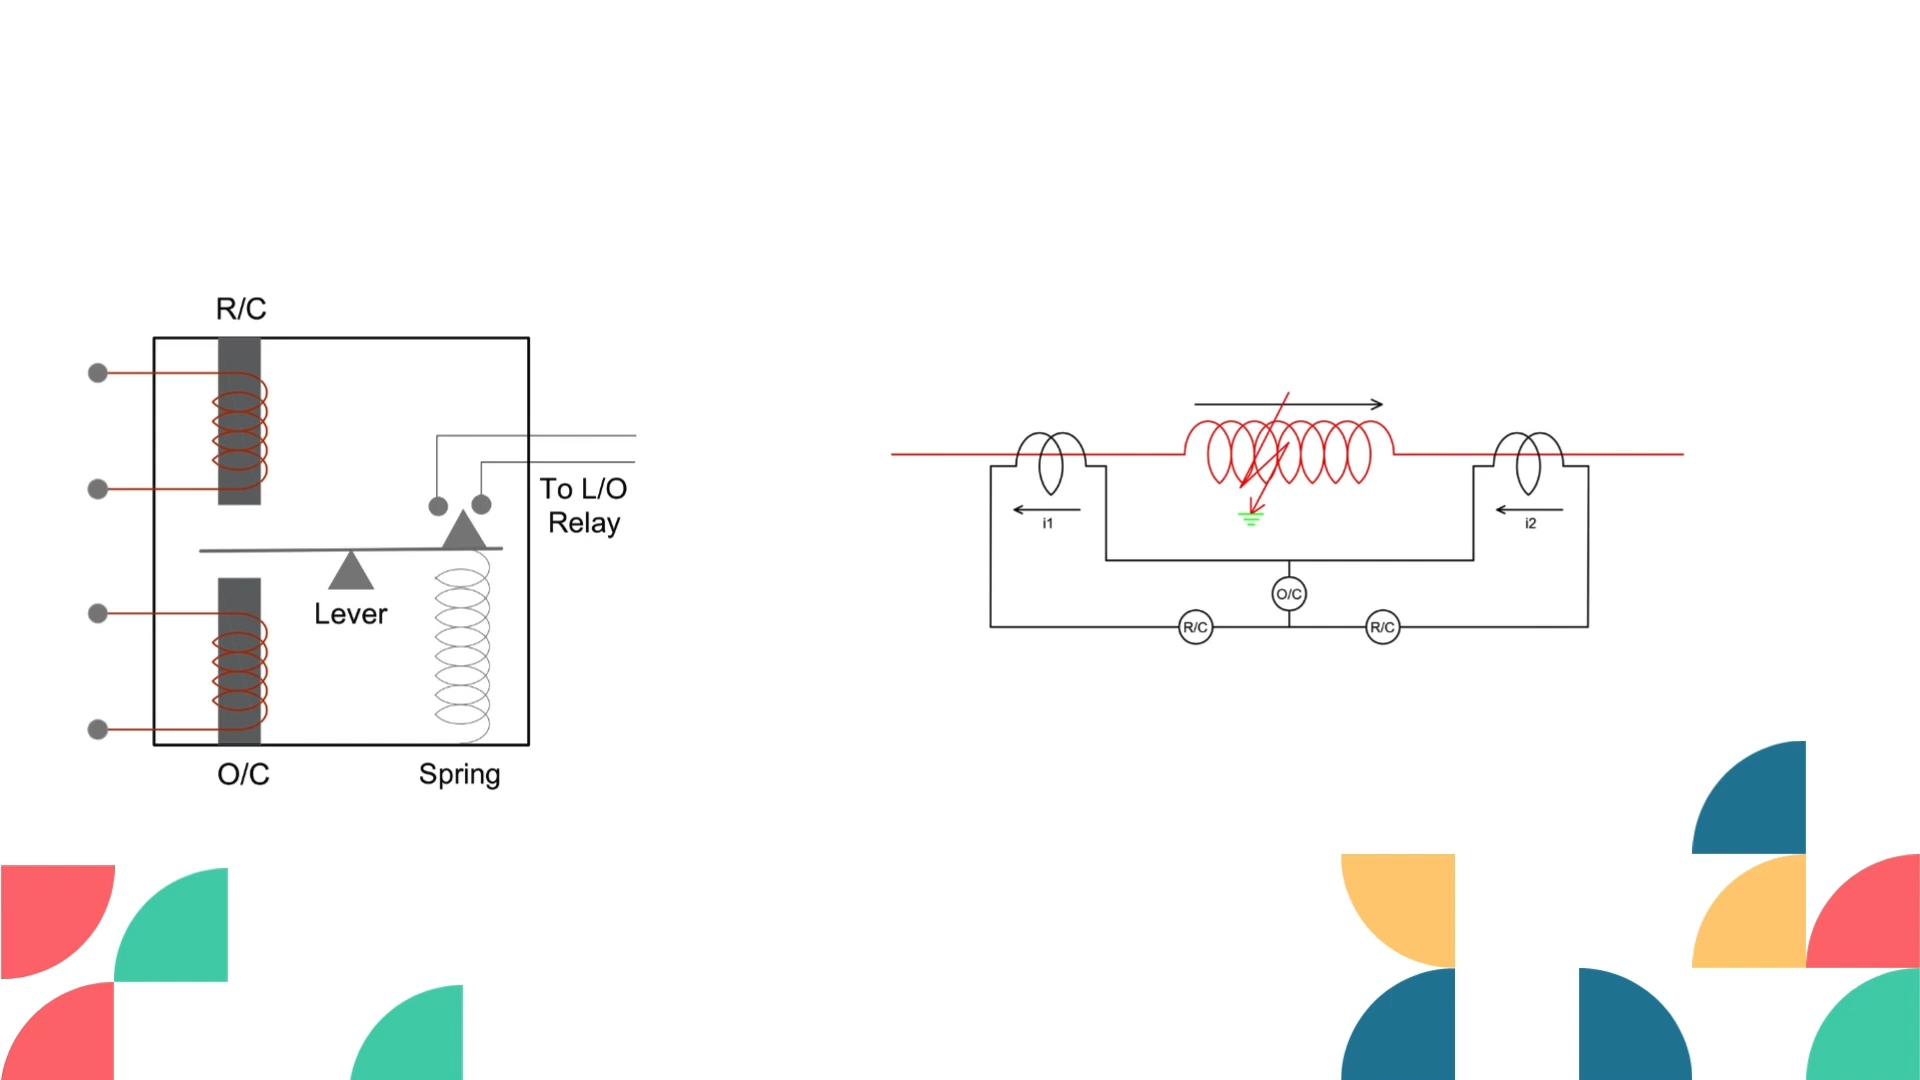 R/C
To L/O
Relay
Lever
O/C
Spring
i1
i2
O/C
R/C
R/C